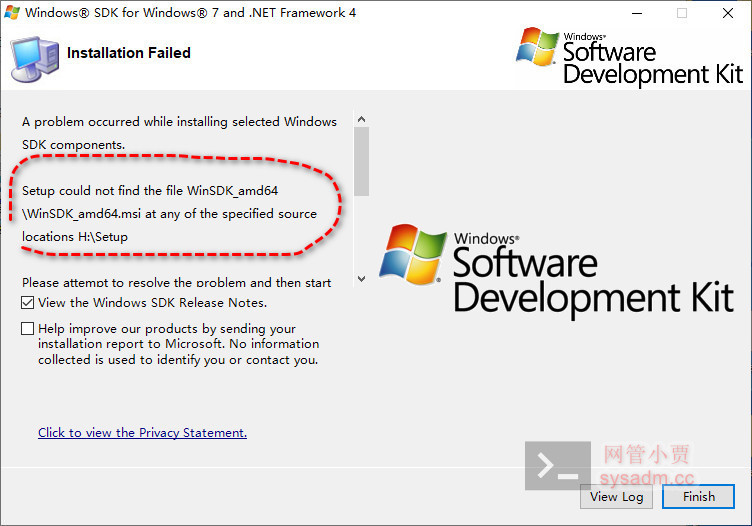 Windows® SDK for Windows® 7 and .NET Framework 4
Installation Failed
Windows®
Software
Development Kit
A problem occurred while installing selected Windows
SDK components.
Setup could not find the file WinSDK_amd64
\WinSDK_amd64.msi at any of the specified source
locations H:\Setup
Please attempt to resolve the problem and then start
View the Windows SDK Release Notes.
Help improve our products by sending your
installation report to Microsoft. No information
collected is used to identify you or contact you.
Click to view the Privacy Statement.
Windows®
Software
Development Kit
网管小贾
sysadm.cc
View Log
Finish